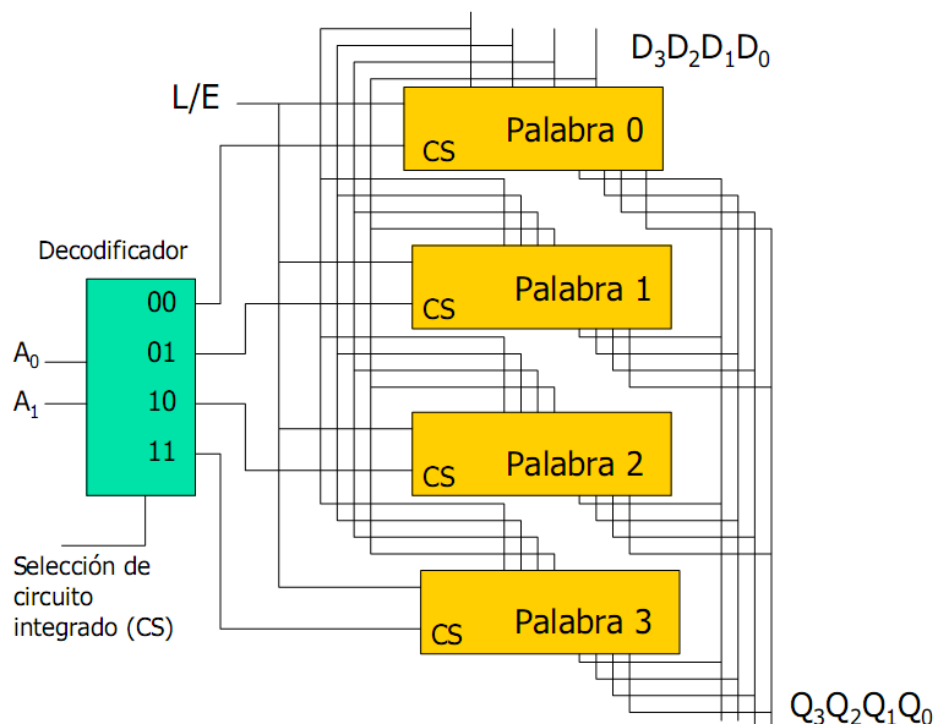 D₃D₂D₁D₀
L/E
Palabra 0
CS
Decodificador
Palabra 1
CS
00
A₀
01
A₁
10
11
Palabra 2
CS
Selección de
circuito
integrado (CS)
Palabra 3
CS
Q₃Q₂Q₁Q₀